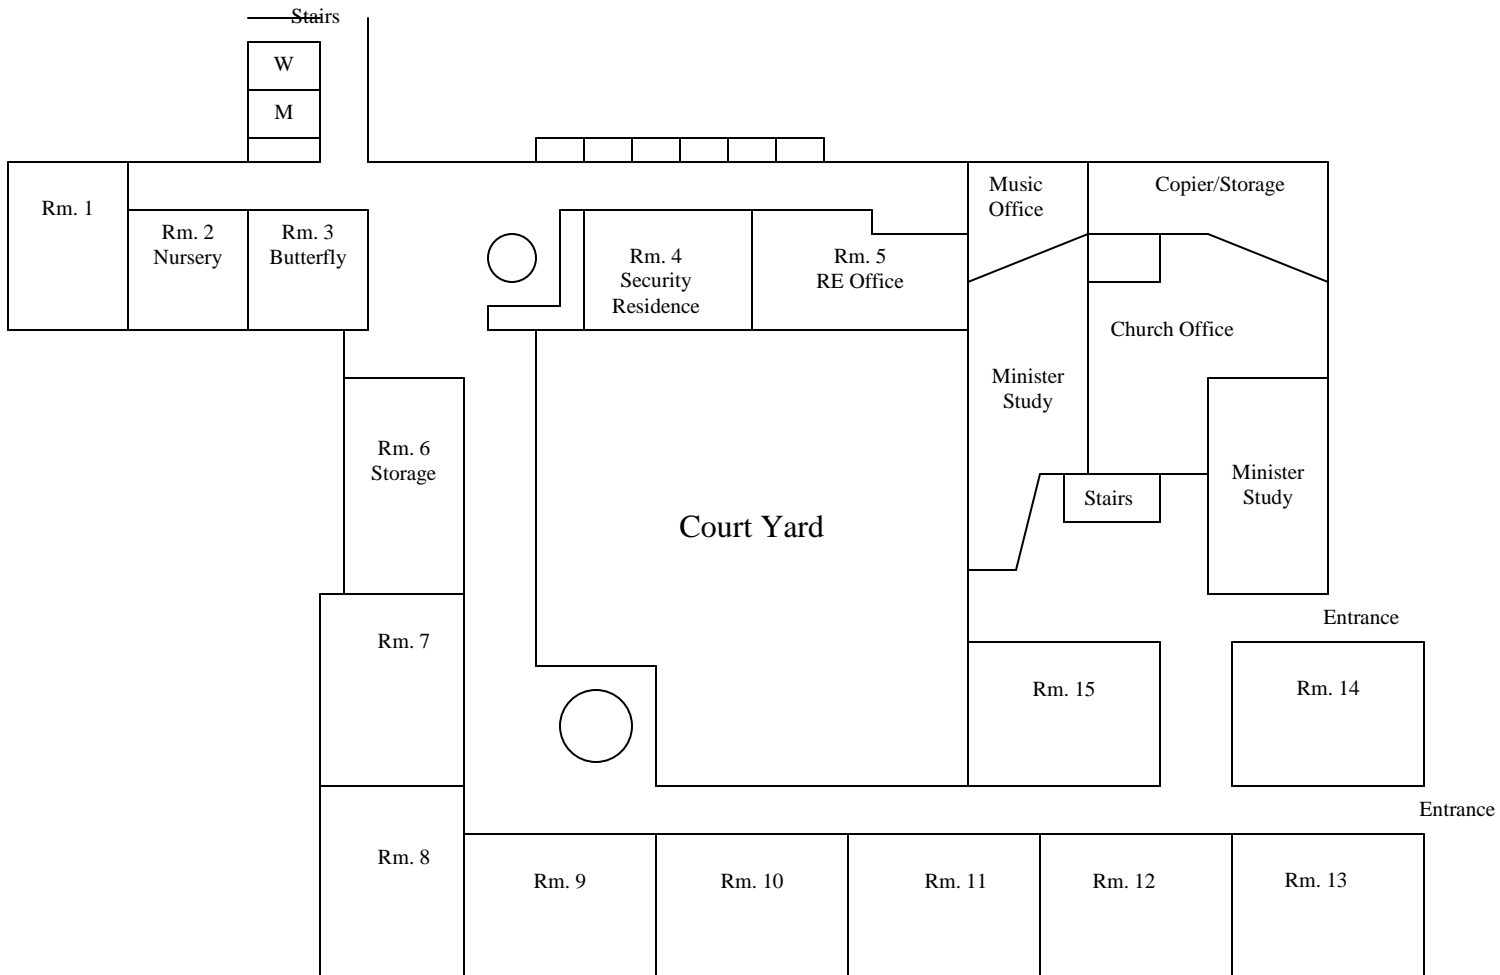 Stairs
W
M
Rm. 1
Rm. 2
Nursery
Rm. 3
Butterfly
Rm. 4
Security
Residence
Rm. 5
RE Office
Music
Office
Copier/Storage
Church Office
Minister
Study
Rm. 6
Storage
Court Yard
Stairs
Minister
Study
Entrance
Rm. 7
Rm. 15
Rm. 14
Entrance
Rm. 8
Rm. 9
Rm. 10
Rm. 11
Rm. 12
Rm. 13